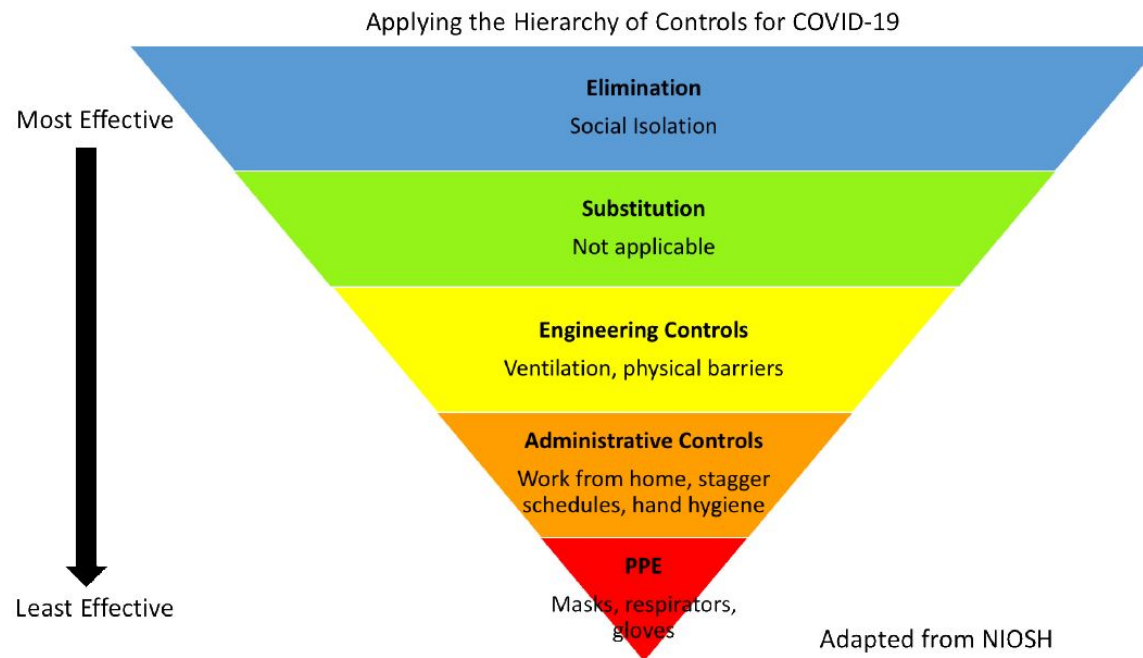 Applying the Hierarchy of Controls for COVID-19
Most Effective
Elimination
Social Isolation
Substitution
Not applicable
Engineering Controls
Ventilation, physical barriers
Administrative Controls
Work from home, stagger
schedules, hand hygiene
PPE
Masks, respirators,
gloves
Least Effective
Adapted from NIOSH